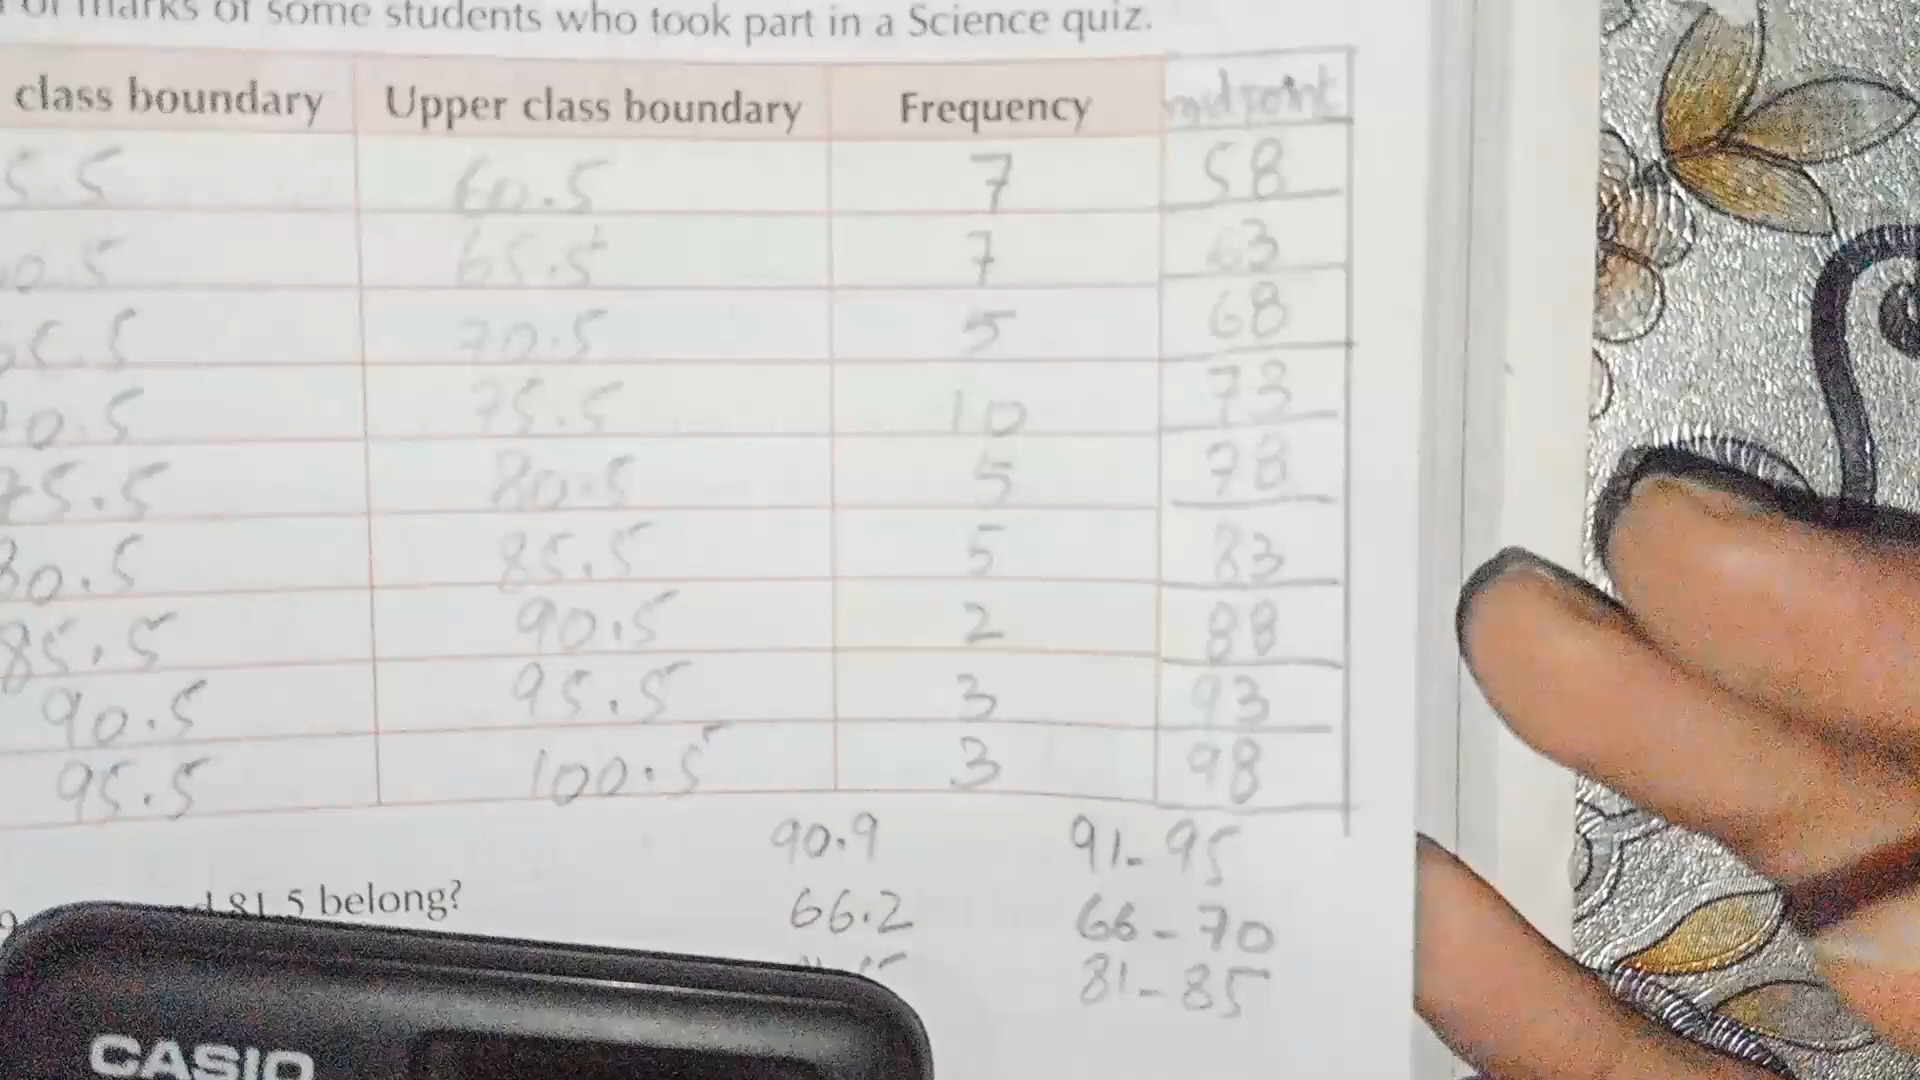 of marks of some students who took part in a Science quiz.
class boundary Upper class boundary Frequency midpoint
5.5 60.5 7 58
0.5 65.5 7 63
5.5 70.5 5 68
0.5 75.5 10 73
75.5 80.5 5 78
80.5 85.5 5 83
85.5 90.5 2 88
90.5 95.5 3 93
95.5 100.5 3 98
90.9 91-95
81.5 belong? 66.2 66-70
81-85
CASIO